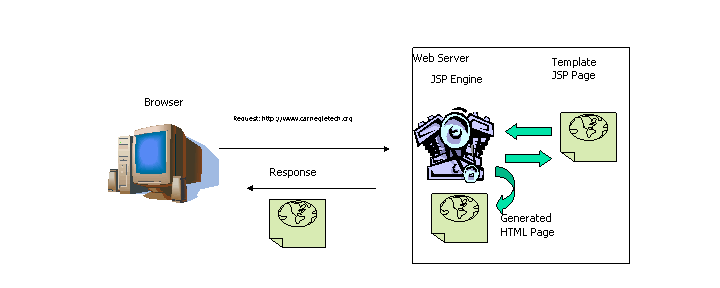 Web Server
Template
JSP Page
JSP Engine
Browser
Request: http://www.carnegietech.org
Response
Generated
HTML Page